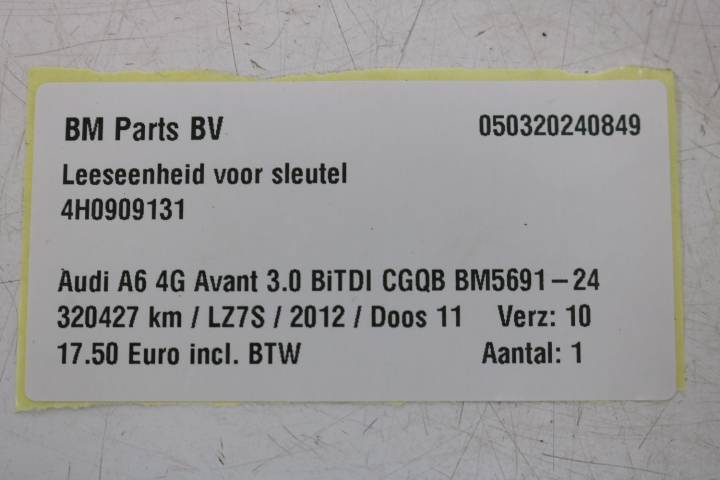 BM Parts BV 050320240849
Leeseenheid voor sleutel
4H0909131
Audi A6 4G Avant 3.0 BiTDI CGQB BM5691-24
320427 km / LZ7S / 2012 / Doos 11 Verz: 10
17.50 Euro incl. BTW Aantal: 1